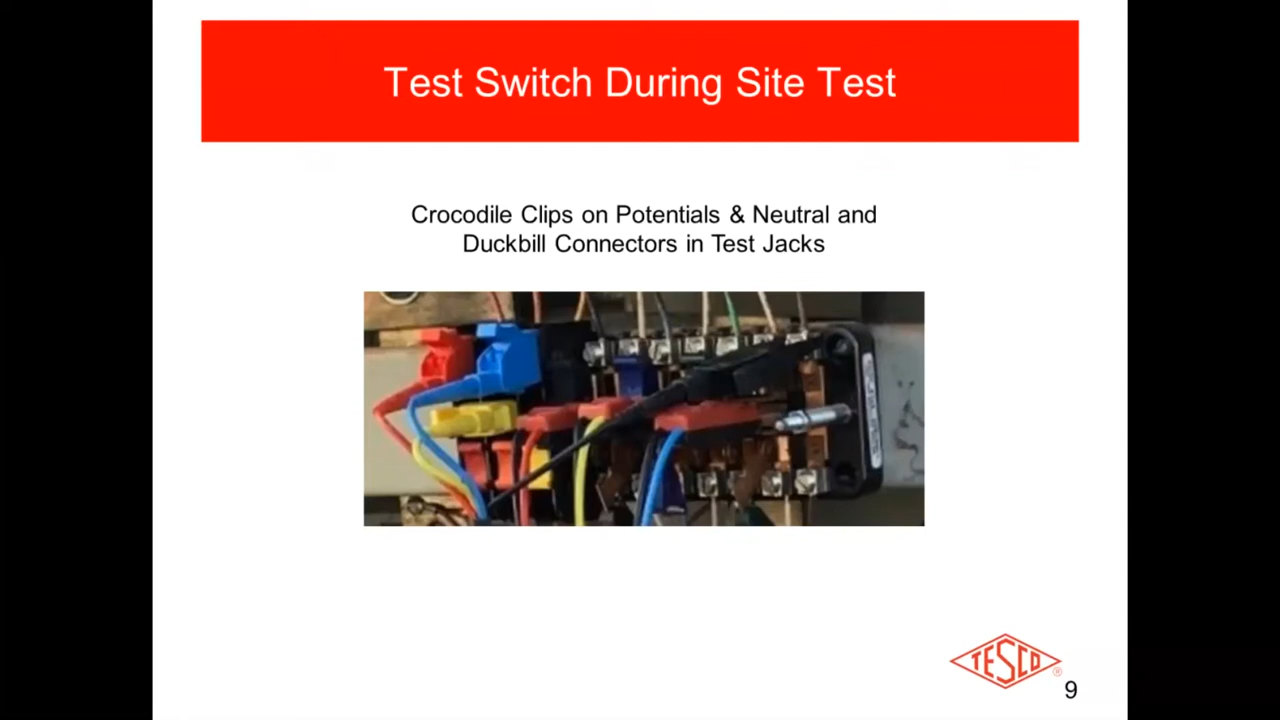 Test Switch During Site Test
Crocodile Clips on Potentials & Neutral and
Duckbill Connectors in Test Jacks
TESCO
®
9